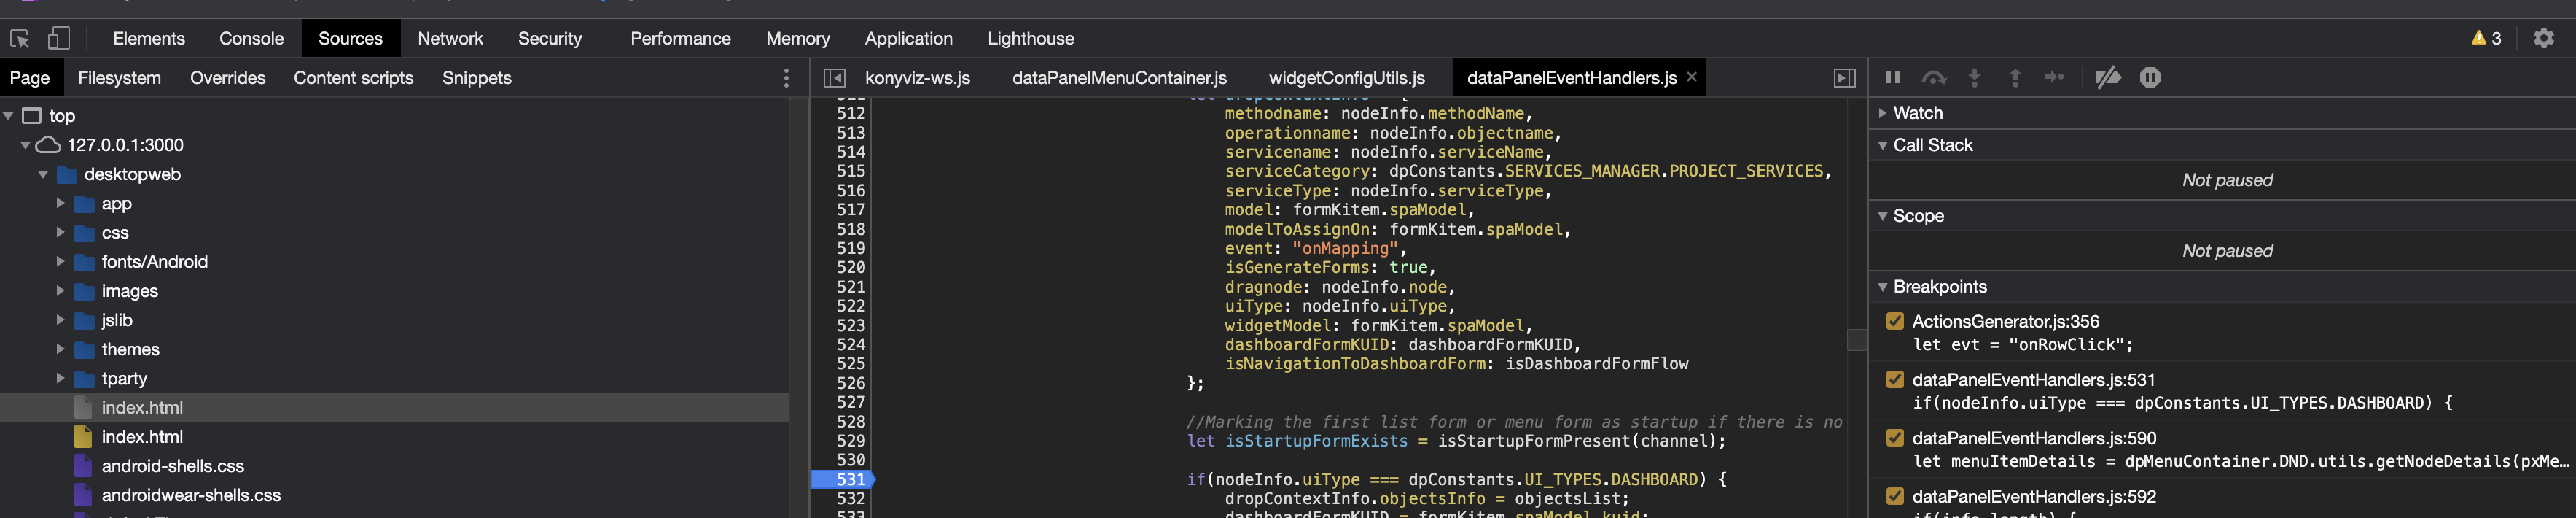 Elements Console Sources Network Security Performance Memory Application Lighthouse 3
Page Filesystem Overrides Content scripts Snippets
top
127.0.0.1:3000
desktopweb
app
css
fonts/Android
images
jslib
themes
tparty
index.html
index.html
android-shells.css
androidwear-shells.css
konyviz-ws.js dataPanelMenuContainer.js widgetConfigUtils.js dataPanelEventHandlers.js ×
512 methodname: nodeInfo.methodName,
513 operationname: nodeInfo.objectname,
514 servicename: nodeInfo.serviceName,
515 serviceCategory: dpConstants.SERVICES_MANAGER.PROJECT_SERVICES,
516 serviceType: nodeInfo.serviceType,
517 model: formKitem.spaModel,
518 modelToAssignOn: formKitem.spaModel,
519 event: "onMapping",
520 isGenerateForms: true,
521 dragnode: nodeInfo.node,
522 uiType: nodeInfo.uiType,
523 widgetModel: formKitem.spaModel,
524 dashboardFormKUID: dashboardFormKUID,
525 isNavigationToDashboardForm: isDashboardFormFlow
526 };
527
528 //Marking the first list form or menu form as startup if there is no
529 let isStartupFormExists = isStartupFormPresent(channel);
530
531 if(nodeInfo.uiType === dpConstants.UI_TYPES.DASHBOARD) {
532 dropContextInfo.objectsInfo = objectsList;
533 dashboardFormKUID = formKitem.spaModel.kuid;
Watch
Call Stack
Not paused
Scope
Not paused
Breakpoints
ActionsGenerator.js:356
let evt = "onRowClick";
dataPanelEventHandlers.js:531
if(nodeInfo.uiType === dpConstants.UI_TYPES.DASHBOARD) {
dataPanelEventHandlers.js:590
let menuItemDetails = dpMenuContainer.DND.utils.getNodeDetails(pxMe…
dataPanelEventHandlers.js:592
if(info.length) {